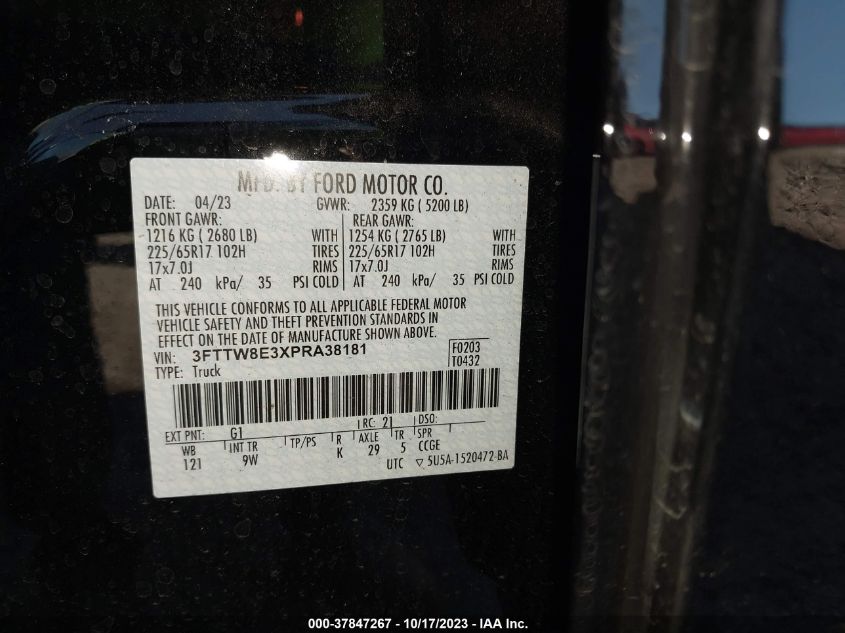 MFD. BY FORD MOTOR CO.
DATE: 04/23 GVWR: 2359 KG ( 5200 LB)
FRONT GAWR: REAR GAWR:
1216 KG ( 2680 LB) WITH 1254 KG ( 2765 LB) WITH
225/65R17 102H TIRES 225/65R17 102H TIRES
17x7.0J RIMS 17x7.0J RIMS
AT 240 kPa/ 35 PSI COLD AT 240 kPa/ 35 PSI COLD
THIS VEHICLE CONFORMS TO ALL APPLICABLE FEDERAL MOTOR
VEHICLE SAFETY AND THEFT PREVENTION STANDARDS IN
EFFECT ON THE DATE OF MANUFACTURE SHOWN ABOVE.
VIN: 3FTTW8E3XPRA38181 F0203
TYPE: Truck T0432
EXT PNT: G1 RC: 21 DSO:
WB INT TR TP/PS R AXLE TR SPR
121 9W K 29 5 CCGE
UTC ▽ 5U5A-1520472-BA
000-37847267 - 10/17/2023 - IAA Inc.